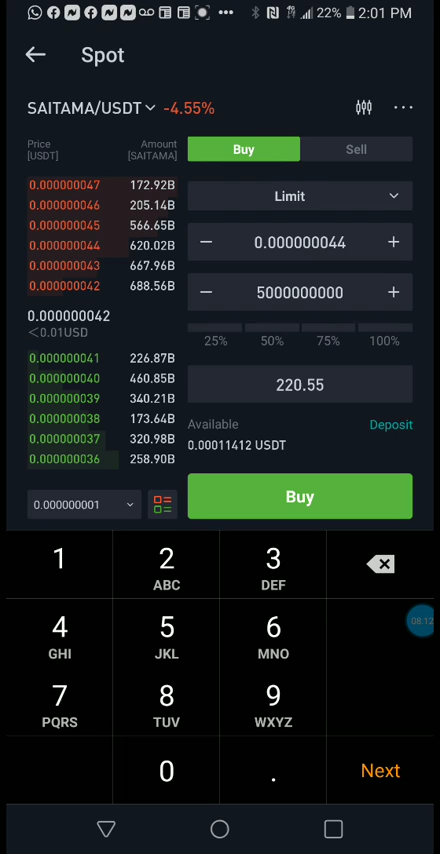 22% 2:01 PM
Spot
SAITAMA/USDT -4.55%
Price [USDT]
Amount [SAITAMA]
Buy
Sell
0.000000047 172.92B
0.000000046 205.14B
0.000000045 566.65B
0.000000044 620.02B
0.000000043 667.96B
0.000000042 688.56B
0.000000042
<0.01USD
0.000000041 226.87B
0.000000040 460.85B
0.000000039 340.21B
0.000000038 173.64B
0.000000037 320.98B
0.000000036 258.90B
0.000000001
Limit
− 0.000000044 +
− 5000000000 +
25% 50% 75% 100%
220.55
Available Deposit
0.00011412 USDT
Buy
1 2 3
ABC DEF
4 5 6
GHI JKL MNO
08:12
7 8 9
PQRS TUV WXYZ
0 . Next